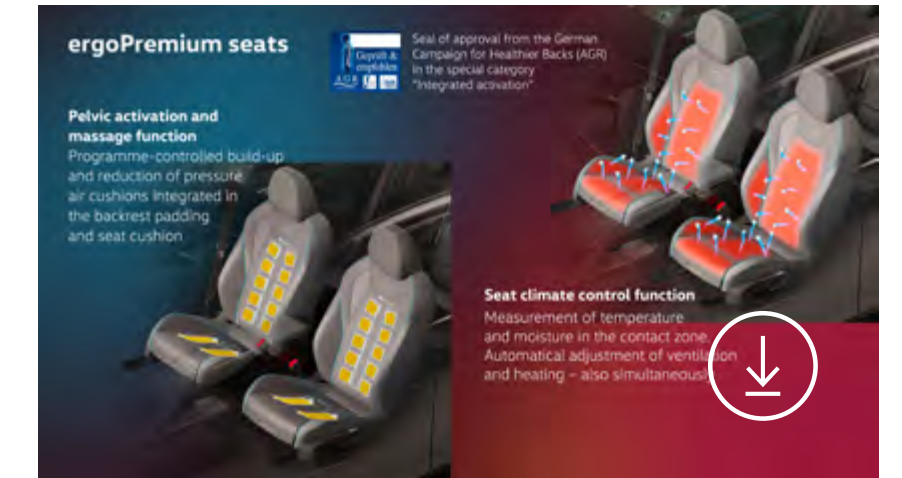 ergoPremium seats
Geprüft &
empfohlen
AGR
Seal of approval from the German
Campaign for Healthier Backs (AGR)
in the special category
"Integrated activation"
Pelvic activation and
massage function
Programme-controlled build-up
and reduction of pressure
air cushions integrated in
the backrest padding
and seat cushion
Seat climate control function
Measurement of temperature
and moisture in the contact zone.
Automatical adjustment of ventilation
and heating – also simultaneously